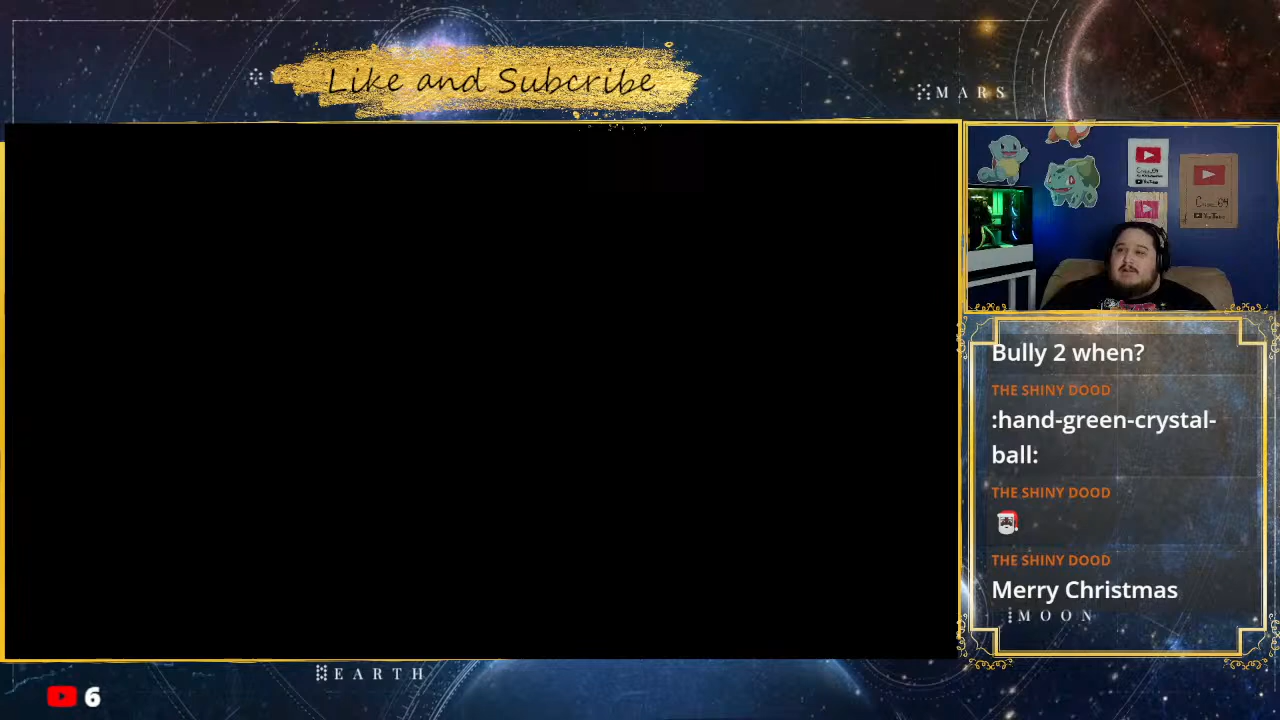 Like and Subcribe
MARS
Bully 2 when?
THE SHINY DOOD
:hand-green-crystal-
ball:
THE SHINY DOOD
THE SHINY DOOD
Merry Christmas
MOON
EARTH
6